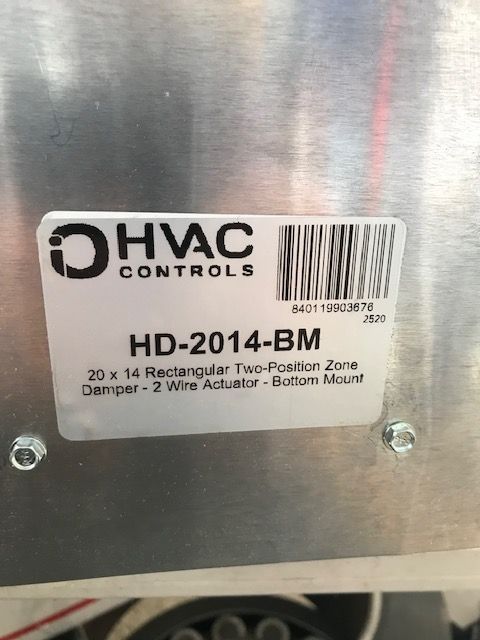 iO HVAC
CONTROLS
840119903676
2520
HD-2014-BM
20 x 14 Rectangular Two-Position Zone
Damper - 2 Wire Actuator - Bottom Mount